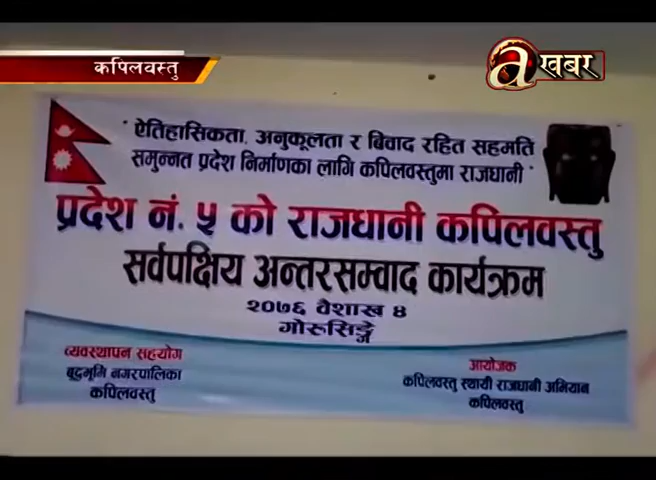 कपिलवस्तु
a खबर
" ऐतिहासिकता, अनुकूलता र बिवाद रहित सहमति
समुन्नत प्रदेश निर्माणका लागि कपिलवस्तुमा राजधानी "
प्रदेश नं. ५ को राजधानी कपिलवस्तु
सर्वपक्षिय अन्तरसम्वाद कार्यक्रम
२०७६ वैशाख ४
गोरुसिङ्गे
व्यवस्थापन सहयोग
बुद्धभूमि नगरपालिका
कपिलवस्तु
आयोजक
कपिलवस्तु स्थायी राजधानी अभियान
कपिलवस्तु